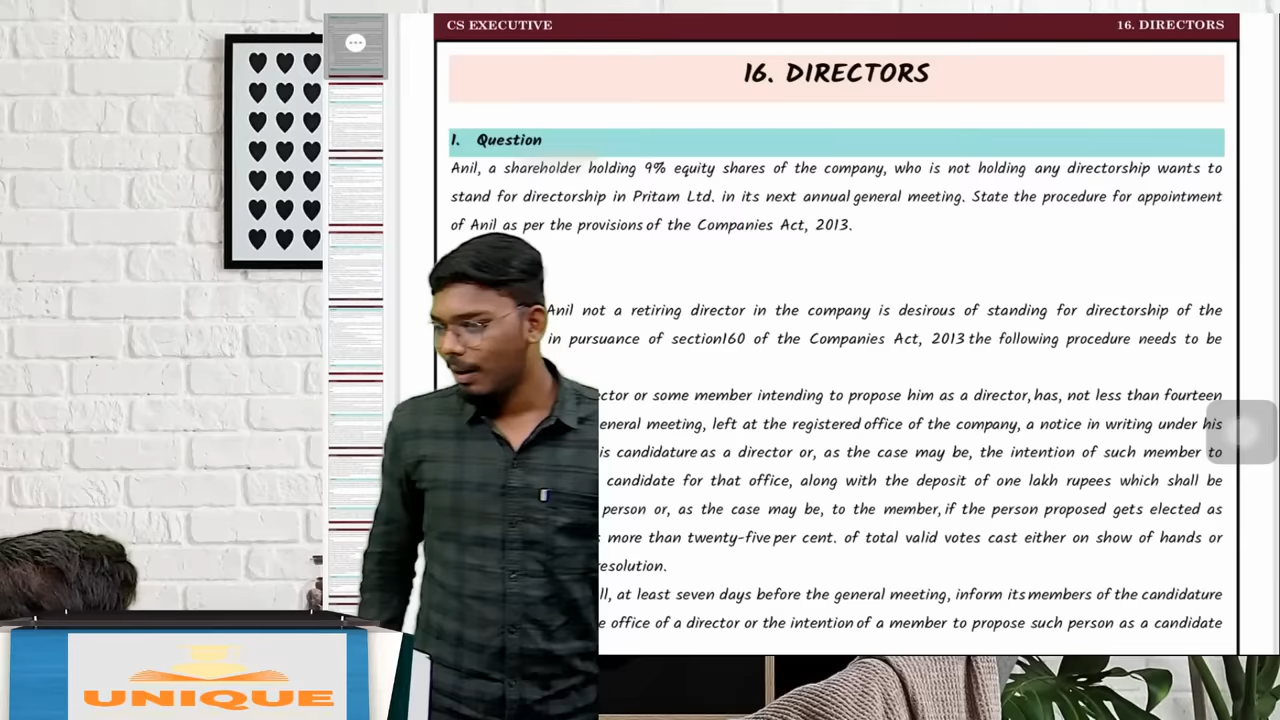 CS EXECUTIVE
16. DIRECTORS
16. DIRECTORS
1. Question
Anil, a shareholder holding 9% equity shares of the company, who is not holding any directorship wants to
stand for directorship in Pritam Ltd. in its next annual general meeting. State the procedure for appointment
of Anil as per the provisions of the Companies Act, 2013.
Anil not a retiring director in the company is desirous of standing for directorship of the
in pursuance of section160 of the Companies Act, 2013 the following procedure needs to be
or some member intending to propose him as a director, has, not less than fourteen
meeting, left at the registered office of the company, a notice in writing under his
candidature as a director or, as the case may be, the intention of such member to
candidate for that office, along with the deposit of one lakh rupees which shall be
person or, as the case may be, to the member, if the person proposed gets elected as
more than twenty-five per cent. of total valid votes cast either on show of hands or
at least seven days before the general meeting, inform its members of the candidature
office of a director or the intention of a member to propose such person as a candidate
UNIQUE